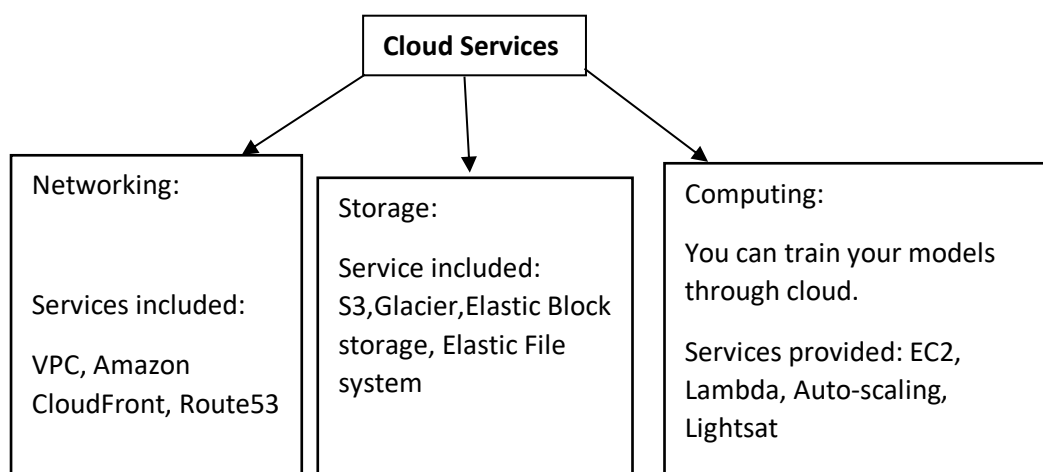 Cloud Services
Networking:
Services included:
VPC, Amazon
CloudFront, Route53
Storage:
Service included:
S3,Glacier,Elastic Block
storage, Elastic File
system
Computing:
You can train your models
through cloud.
Services provided: EC2,
Lambda, Auto-scaling,
Lightsat